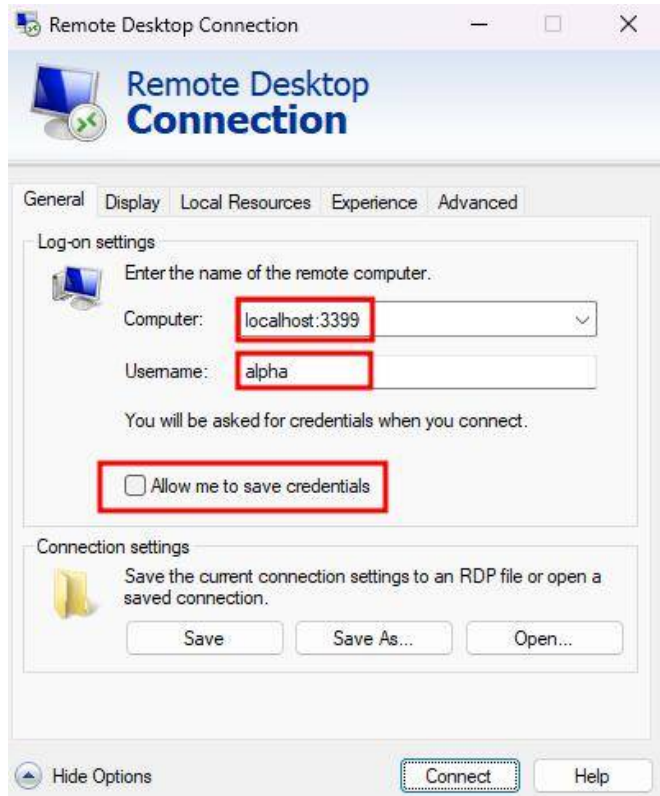 Remote Desktop Connection
Remote Desktop
Connection
General Display Local Resources Experience Advanced
Log-on settings
Enter the name of the remote computer.
Computer: localhost:3399
Username: alpha
You will be asked for credentials when you connect.
Allow me to save credentials
Connection settings
Save the current connection settings to an RDP file or open a
saved connection.
Save Save As... Open...
Hide Options Connect Help